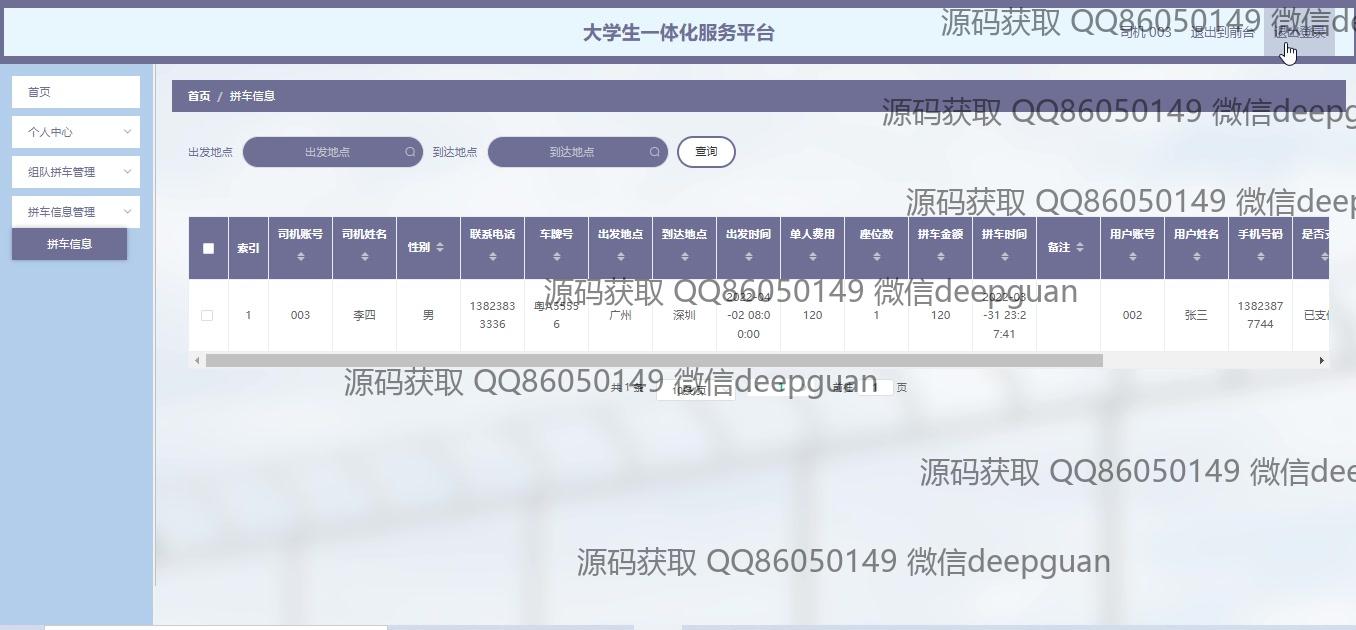 大学生一体化服务平台
司机 003 退出到前台 退出登录
源码获取 QQ86050149 微信de
首页
个人中心
组队拼车管理
拼车信息管理
拼车信息
首页 / 拼车信息
源码获取 QQ86050149 微信deepg
出发地点 出发地点 到达地点 到达地点 查询
源码获取 QQ86050149 微信deep
索引 司机账号 司机姓名 性别 联系电话 车牌号 出发地点 到达地点 出发时间 单人费用 座位数 拼车金额 拼车时间 备注 用户账号 用户姓名 手机号码 是否支
1 003 李四 男 13823833336 粤A55556 广州 深圳 2022-04-02 08:00:00 120 1 120 2022-03-31 23:27:41 002 张三 13823877744 已支付
源码获取 QQ86050149 微信deepguan
共 1 条 10条/页 1 前往 1 页
源码获取 QQ86050149 微信deepguan
源码获取 QQ86050149 微信dee
源码获取 QQ86050149 微信deepguan